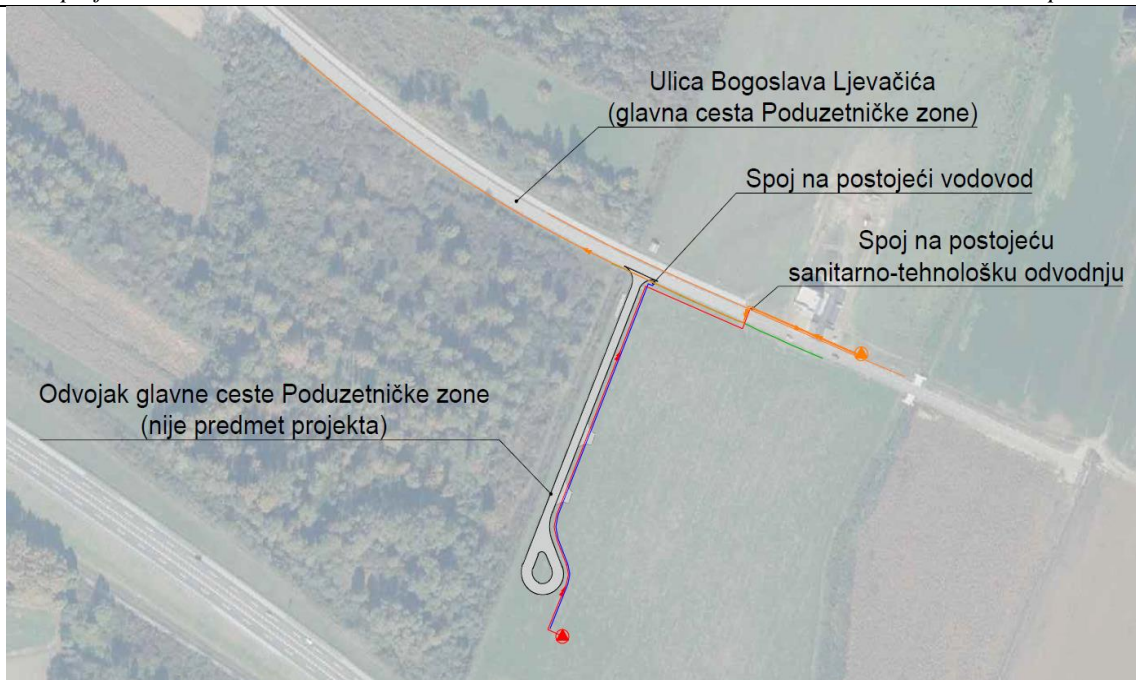 Ulica Bogoslava Ljevačića
(glavna cesta Poduzetničke zone)
Spoj na postojeći vodovod
Spoj na postojeću
sanitarno-tehnološku odvodnju
Odvojak glavne ceste Poduzetničke zone
(nije predmet projekta)